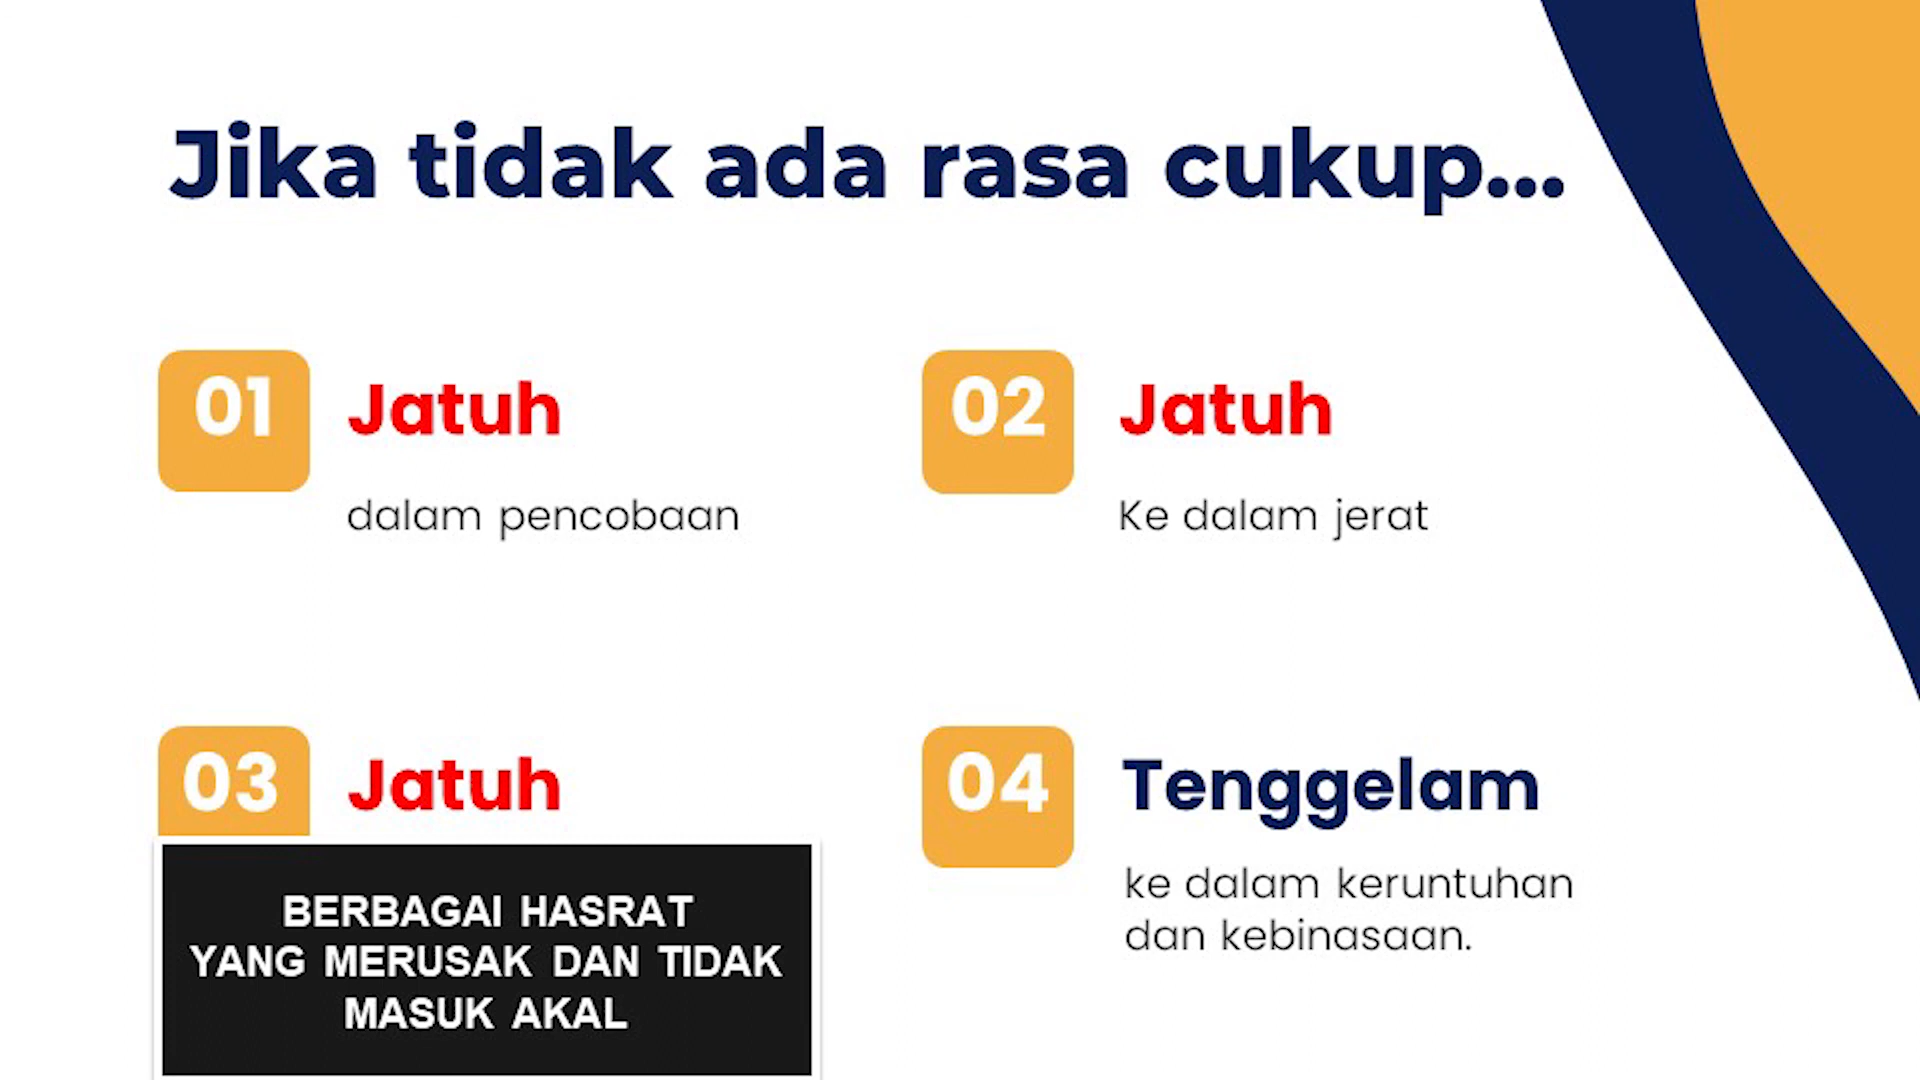 Jika tidak ada rasa cukup...
01
Jatuh
dalam pencobaan
02
Jatuh
Ke dalam jerat
03
Jatuh
BERBAGAI HASRAT
YANG MERUSAK DAN TIDAK
MASUK AKAL
04
Tenggelam
ke dalam keruntuhan
dan kebinasaan.